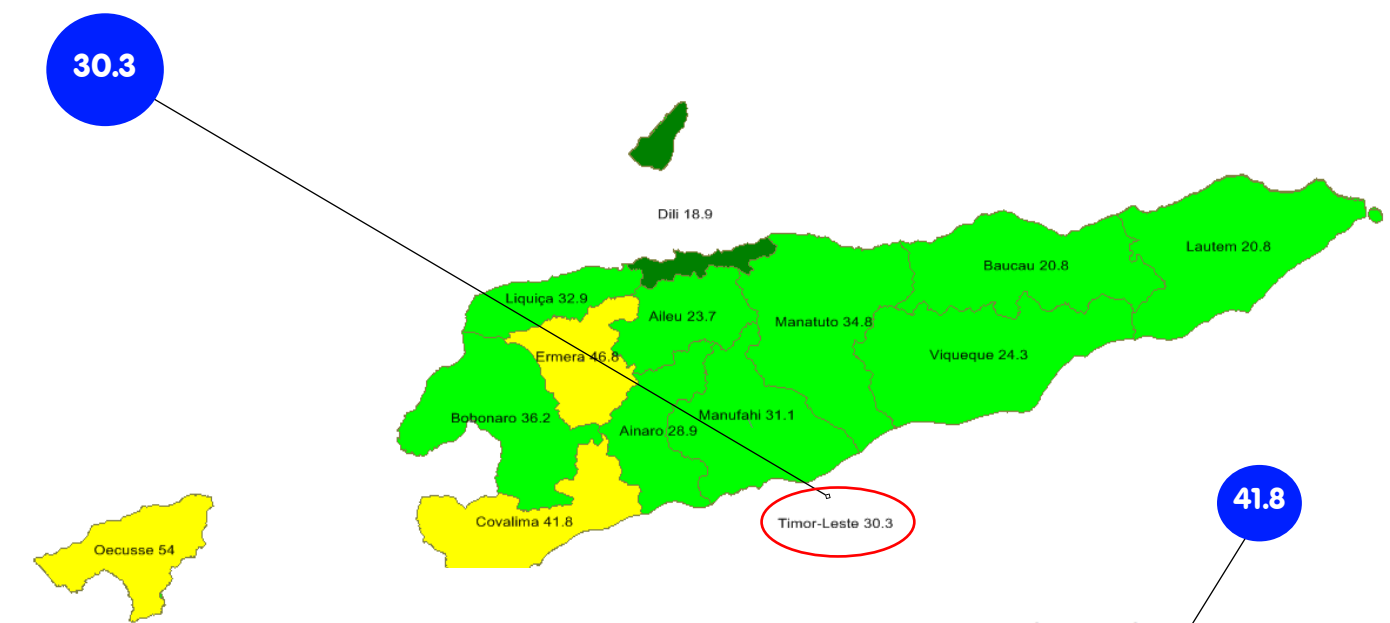 30.3
Dili 18.9
Lautem 20.8
Baucau 20.8
Liquiça 32.9
Aileu 23.7
Manatuto 34.8
Ermera 46.8
Viqueque 24.3
Bobonaro 36.2
Manufahi 31.1
Ainaro 28.9
41.8
Covalima 41.8
Timor-Leste 30.3
Oecusse 54